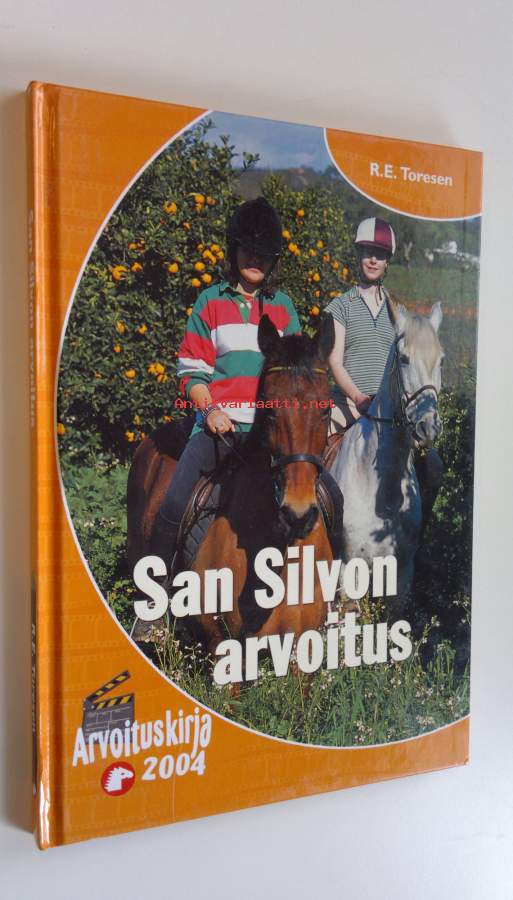 R.E. Toresen
San Silvon
arvoitus
Arvoituskirja
2004
San Silvon arvoitus
R.E. Toresen
Antikvariaatti.net